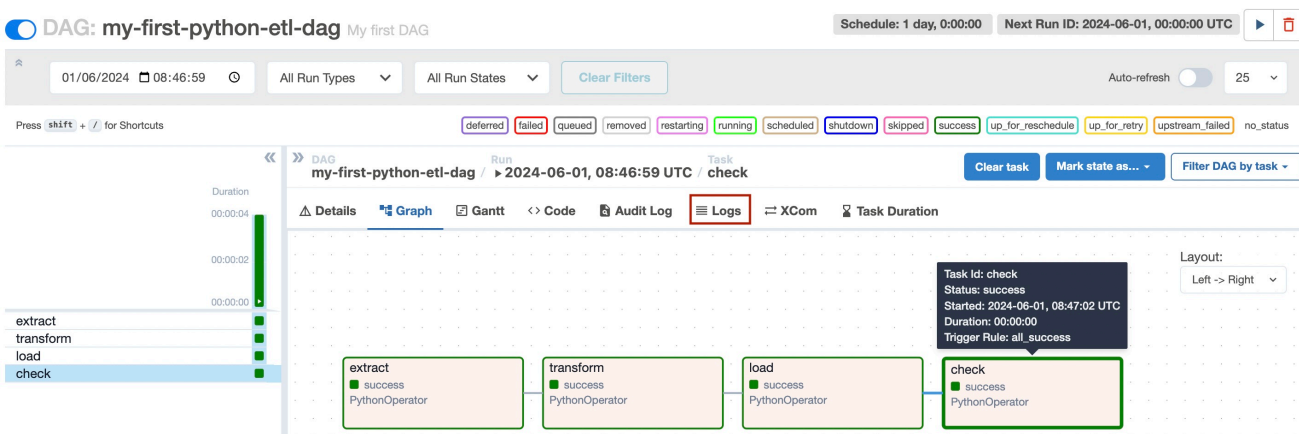 DAG: my-first-python-etl-dag My first DAG
Schedule: 1 day, 0:00:00 Next Run ID: 2024-06-01, 00:00:00 UTC
01/06/2024 08:46:59 All Run Types All Run States Clear Filters Auto-refresh 25
Press shift + / for Shortcuts
deferred failed queued removed restarting running scheduled shutdown skipped success up_for_reschedule up_for_retry upstream_failed no_status
DAG Run Task
my-first-python-etl-dag / 2024-06-01, 08:46:59 UTC / check
Clear task Mark state as... Filter DAG by task
Duration
00:00:04
00:00:02
00:00:00
extract
transform
load
check
Details Graph Gantt Code Audit Log Logs XCom Task Duration
Layout:
Left -> Right
Task Id: check
Status: success
Started: 2024-06-01, 08:47:02 UTC
Duration: 00:00:00
Trigger Rule: all_success
extract
success
PythonOperator
transform
success
PythonOperator
load
success
PythonOperator
check
success
PythonOperator